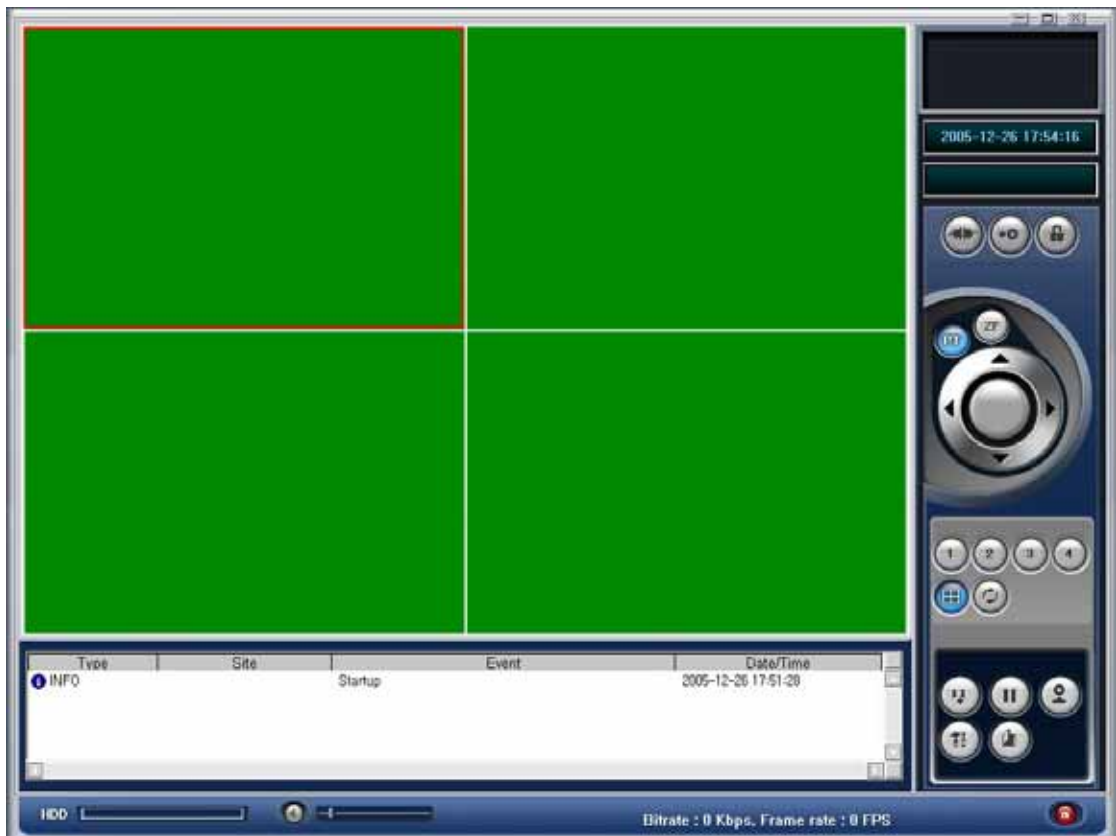 2005-12-26 17:54:16
ZF
PT
1 2 3 4
Type Site Event Date/Time
INFO Startup 2005-12-26 17:51:28
HDD
Bitrate : 0 Kbps, Frame rate : 0 FPS